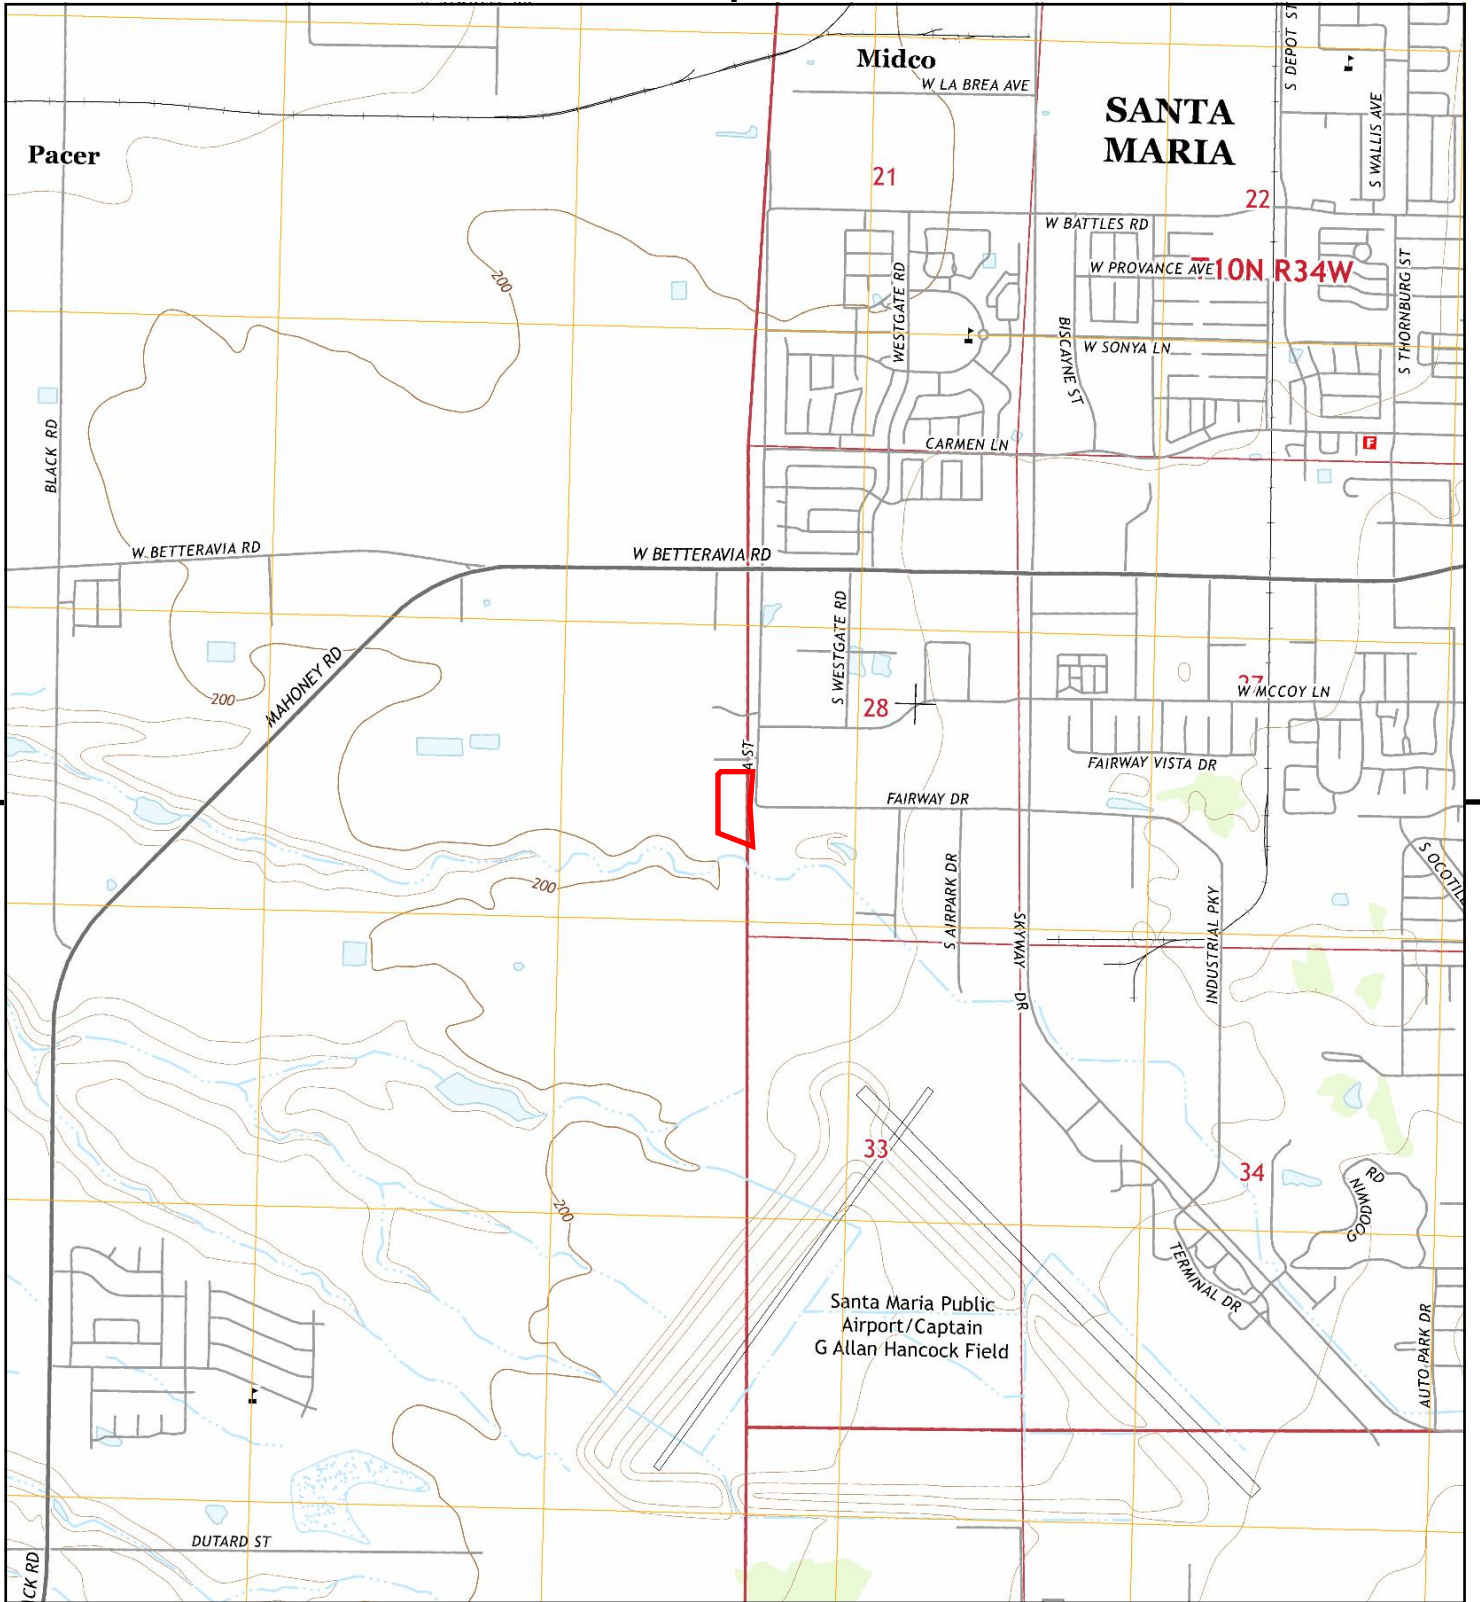 Midco
W LA BREA AVE
S DEPOT ST
SANTA
MARIA
S WALLIS AVE
Pacer
21
22
W BATTLES RD
W PROVANCE AVE
T10N R34W
200
WESTGATE RD
BISCAYNE ST
W SONYA LN
S THORNBURG ST
BLACK RD
CARMEN LN
F
W BETTERAVIA RD
W BETTERAVIA RD
S WESTGATE RD
MAHONEY RD
200
28
27
W MCCOY LN
A ST
FAIRWAY VISTA DR
FAIRWAY DR
200
S AIRPARK DR
SKYWAY DR
INDUSTRIAL PKY
33
34
GOODWIN RD
200
TERMINAL DR
Santa Maria Public
Airport/Captain
G Allan Hancock Field
AUTO PARK DR
DUTARD ST